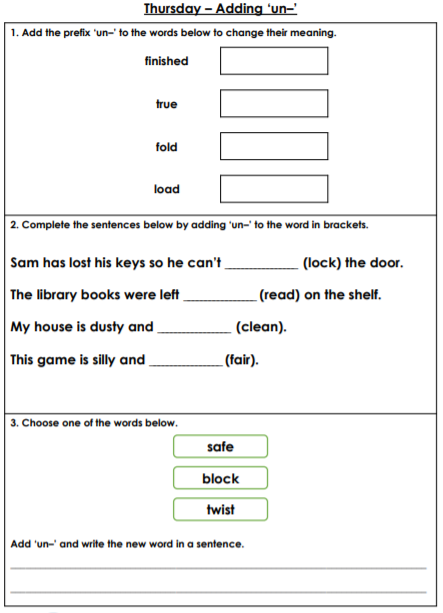 Thursday – Adding ‘un–’
1. Add the prefix ‘un–’ to the words below to change their meaning.
finished
true
fold
load
2. Complete the sentences below by adding ‘un–’ to the word in brackets.
Sam has lost his keys so he can’t __________ (lock) the door.
The library books were left __________ (read) on the shelf.
My house is dusty and __________ (clean).
This game is silly and __________ (fair).
3. Choose one of the words below.
safe
block
twist
Add ‘un–’ and write the new word in a sentence.